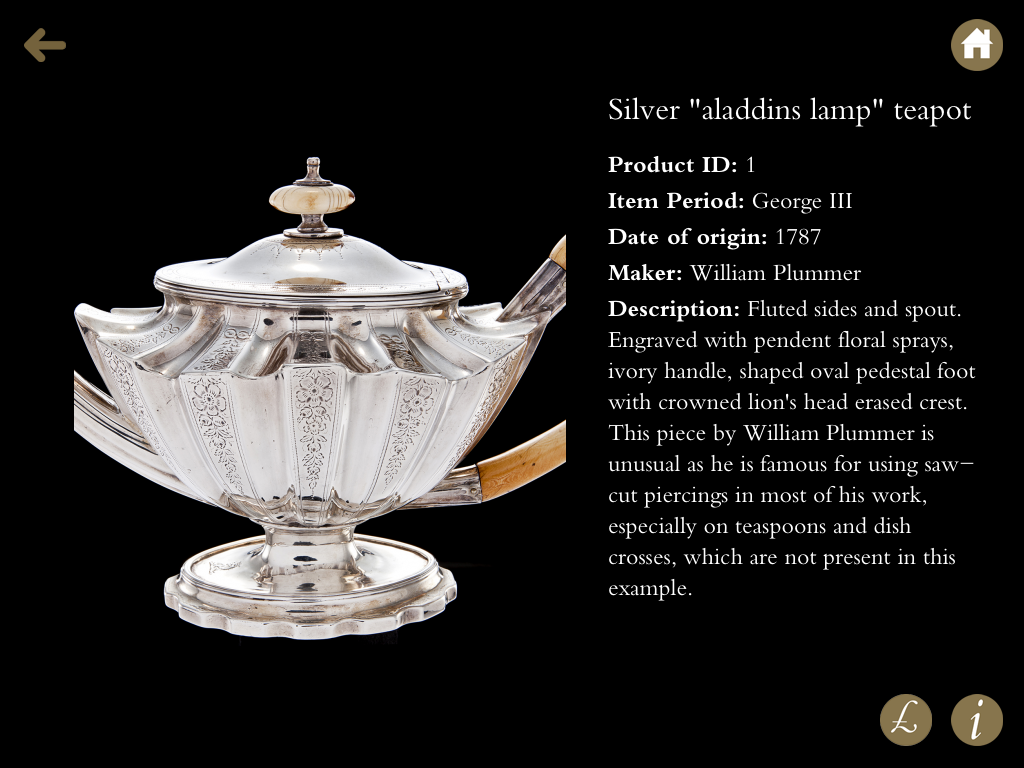 Silver "aladdins lamp" teapot
Product ID: 1
Item Period: George III
Date of origin: 1787
Maker: William Plummer
Description: Fluted sides and spout.
Engraved with pendent floral sprays,
ivory handle, shaped oval pedestal foot
with crowned lion's head erased crest.
This piece by William Plummer is
unusual as he is famous for using saw–
cut piercings in most of his work,
especially on teaspoons and dish
crosses, which are not present in this
example.
£ i